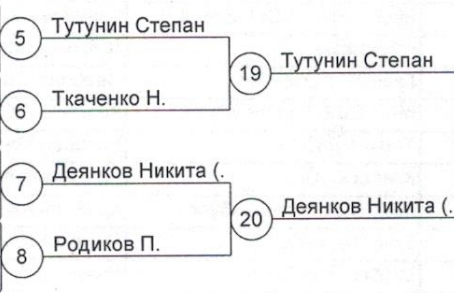 5 Тутунин Степан
19 Тутунин Степан
6 Ткаченко Н.
7 Деянков Никита (.
20 Деянков Никита (.
8 Родиков П.